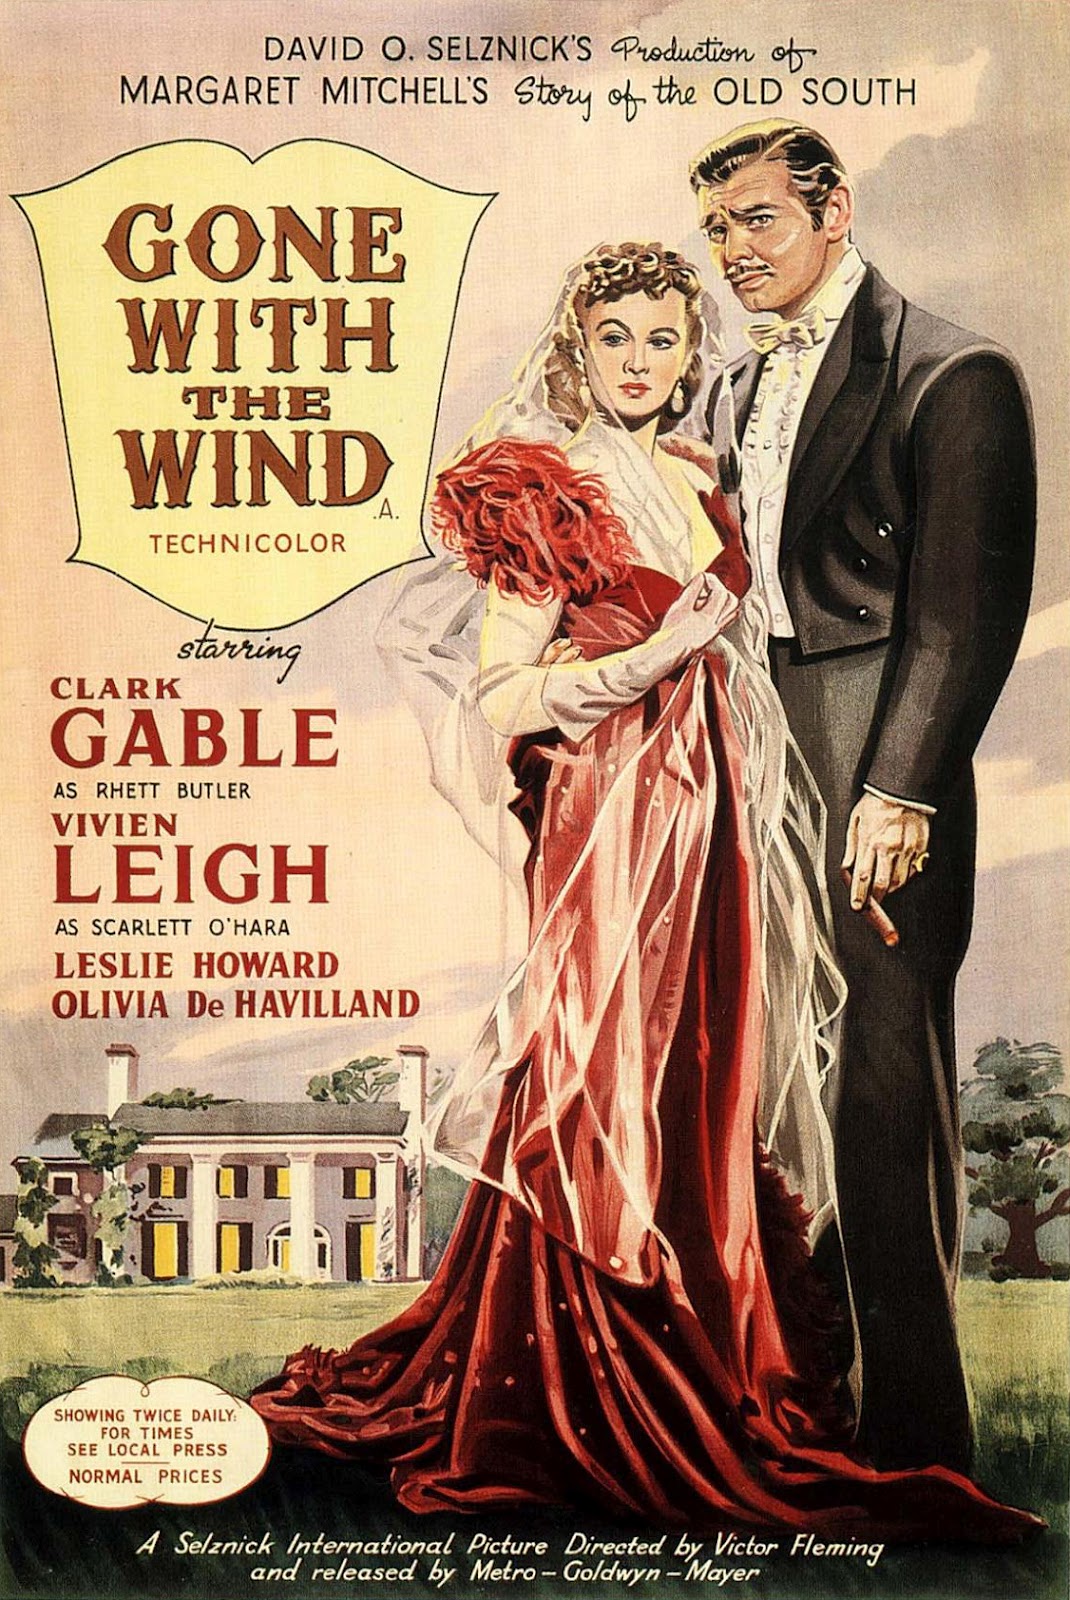 DAVID O. SELZNICK'S Production of
MARGARET MITCHELL'S Story of the OLD SOUTH
GONE
WITH
THE
WIND
.A.
TECHNICOLOR
starring
CLARK
GABLE
AS RHETT BUTLER
VIVIEN
LEIGH
AS SCARLETT O'HARA
LESLIE HOWARD
OLIVIA De HAVILLAND
SHOWING TWICE DAILY:
FOR TIMES
SEE LOCAL PRESS
NORMAL PRICES
A Selznick International Picture Directed by Victor Fleming
and released by Metro-Goldwyn-Mayer